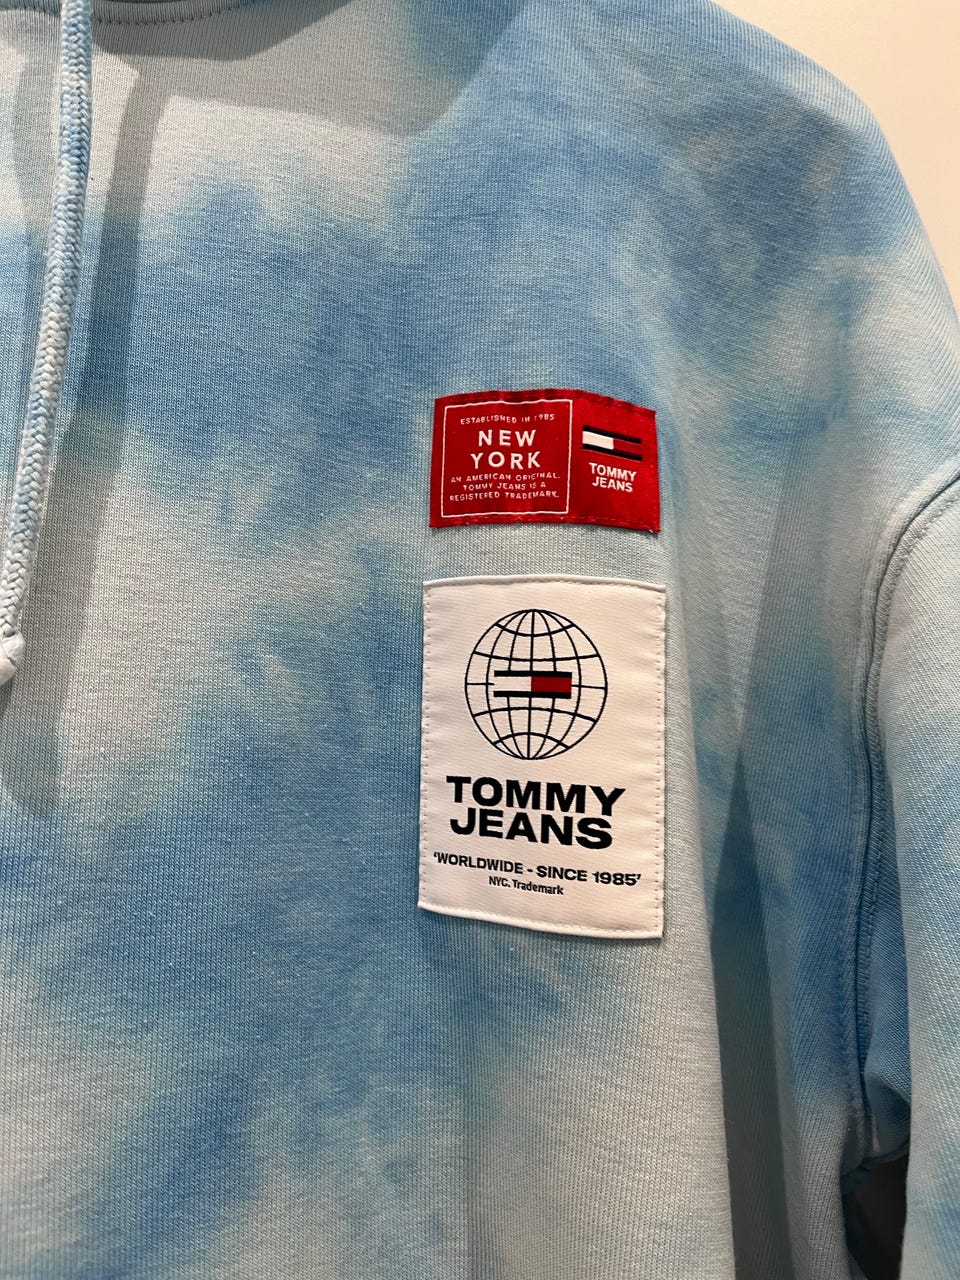 ESTABLISHED IN 1985
NEW
YORK
AN AMERICAN ORIGINAL.
TOMMY JEANS IS A
REGISTERED TRADEMARK.
TOMMY
JEANS
TOMMY
JEANS
'WORLDWIDE - SINCE 1985'
NYC. Trademark